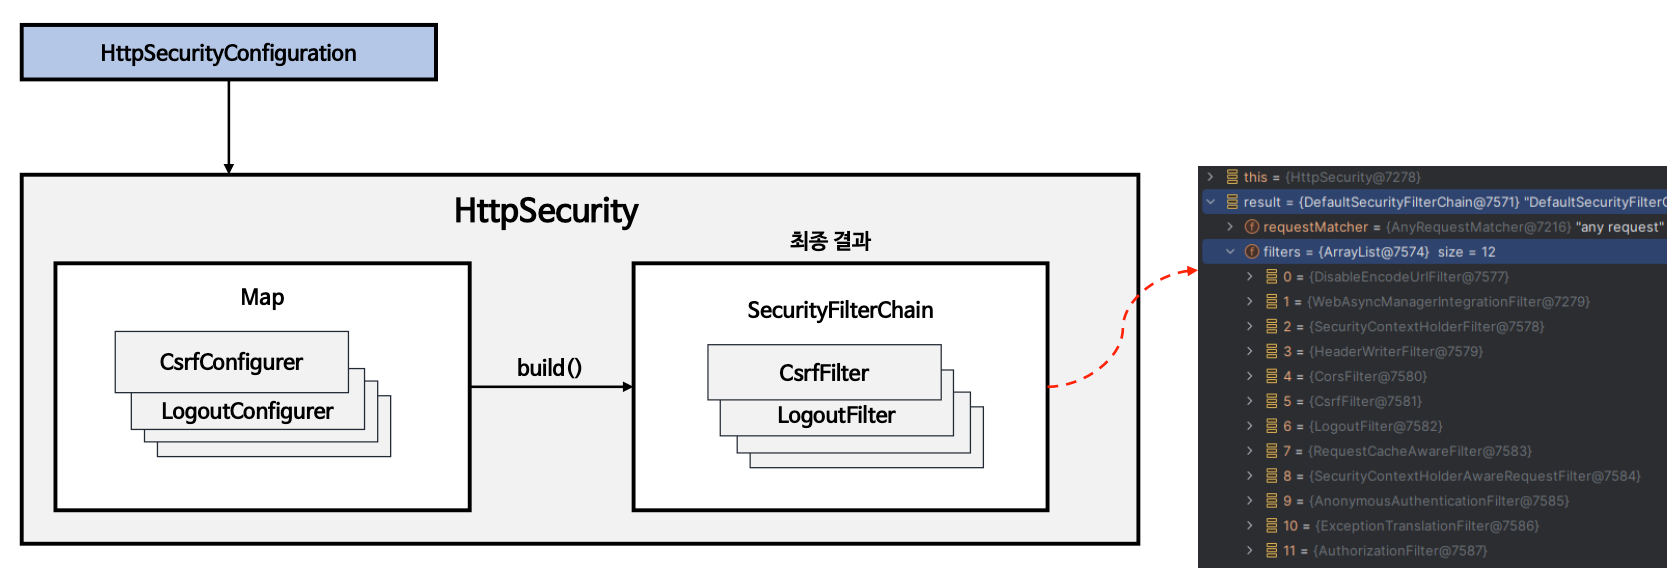 HttpSecurityConfiguration
HttpSecurity
최종 결과
Map
CsrfConfigurer
LogoutConfigurer
build()
SecurityFilterChain
CsrfFilter
LogoutFilter
this = {HttpSecurity@7278}
result = {DefaultSecurityFilterChain@7571} "DefaultSecurityFilterC
requestMatcher = {AnyRequestMatcher@7216} "any request"
filters = {ArrayList@7574} size = 12
0 = {DisableEncodeUrlFilter@7577}
1 = {WebAsyncManagerIntegrationFilter@7279}
2 = {SecurityContextHolderFilter@7578}
3 = {HeaderWriterFilter@7579}
4 = {CorsFilter@7580}
5 = {CsrfFilter@7581}
6 = {LogoutFilter@7582}
7 = {RequestCacheAwareFilter@7583}
8 = {SecurityContextHolderAwareRequestFilter@7584}
9 = {AnonymousAuthenticationFilter@7585}
10 = {ExceptionTranslationFilter@7586}
11 = {AuthorizationFilter@7587}